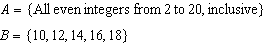 A = {All even integers from 2 to 20, inclusive}
B = {10, 12, 14, 16, 18}